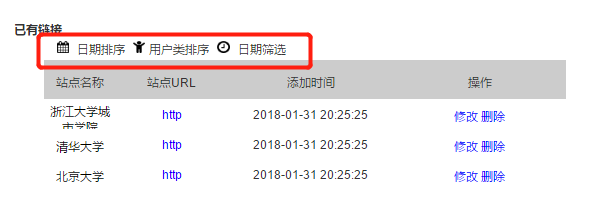 已有链接
日期排序 用户类排序 日期筛选
站点名称 站点URL 添加时间 操作
浙江大学城 http 2018-01-31 20:25:25 修改 删除
市学院
清华大学 http 2018-01-31 20:25:25 修改 删除
北京大学 http 2018-01-31 20:25:25 修改 删除